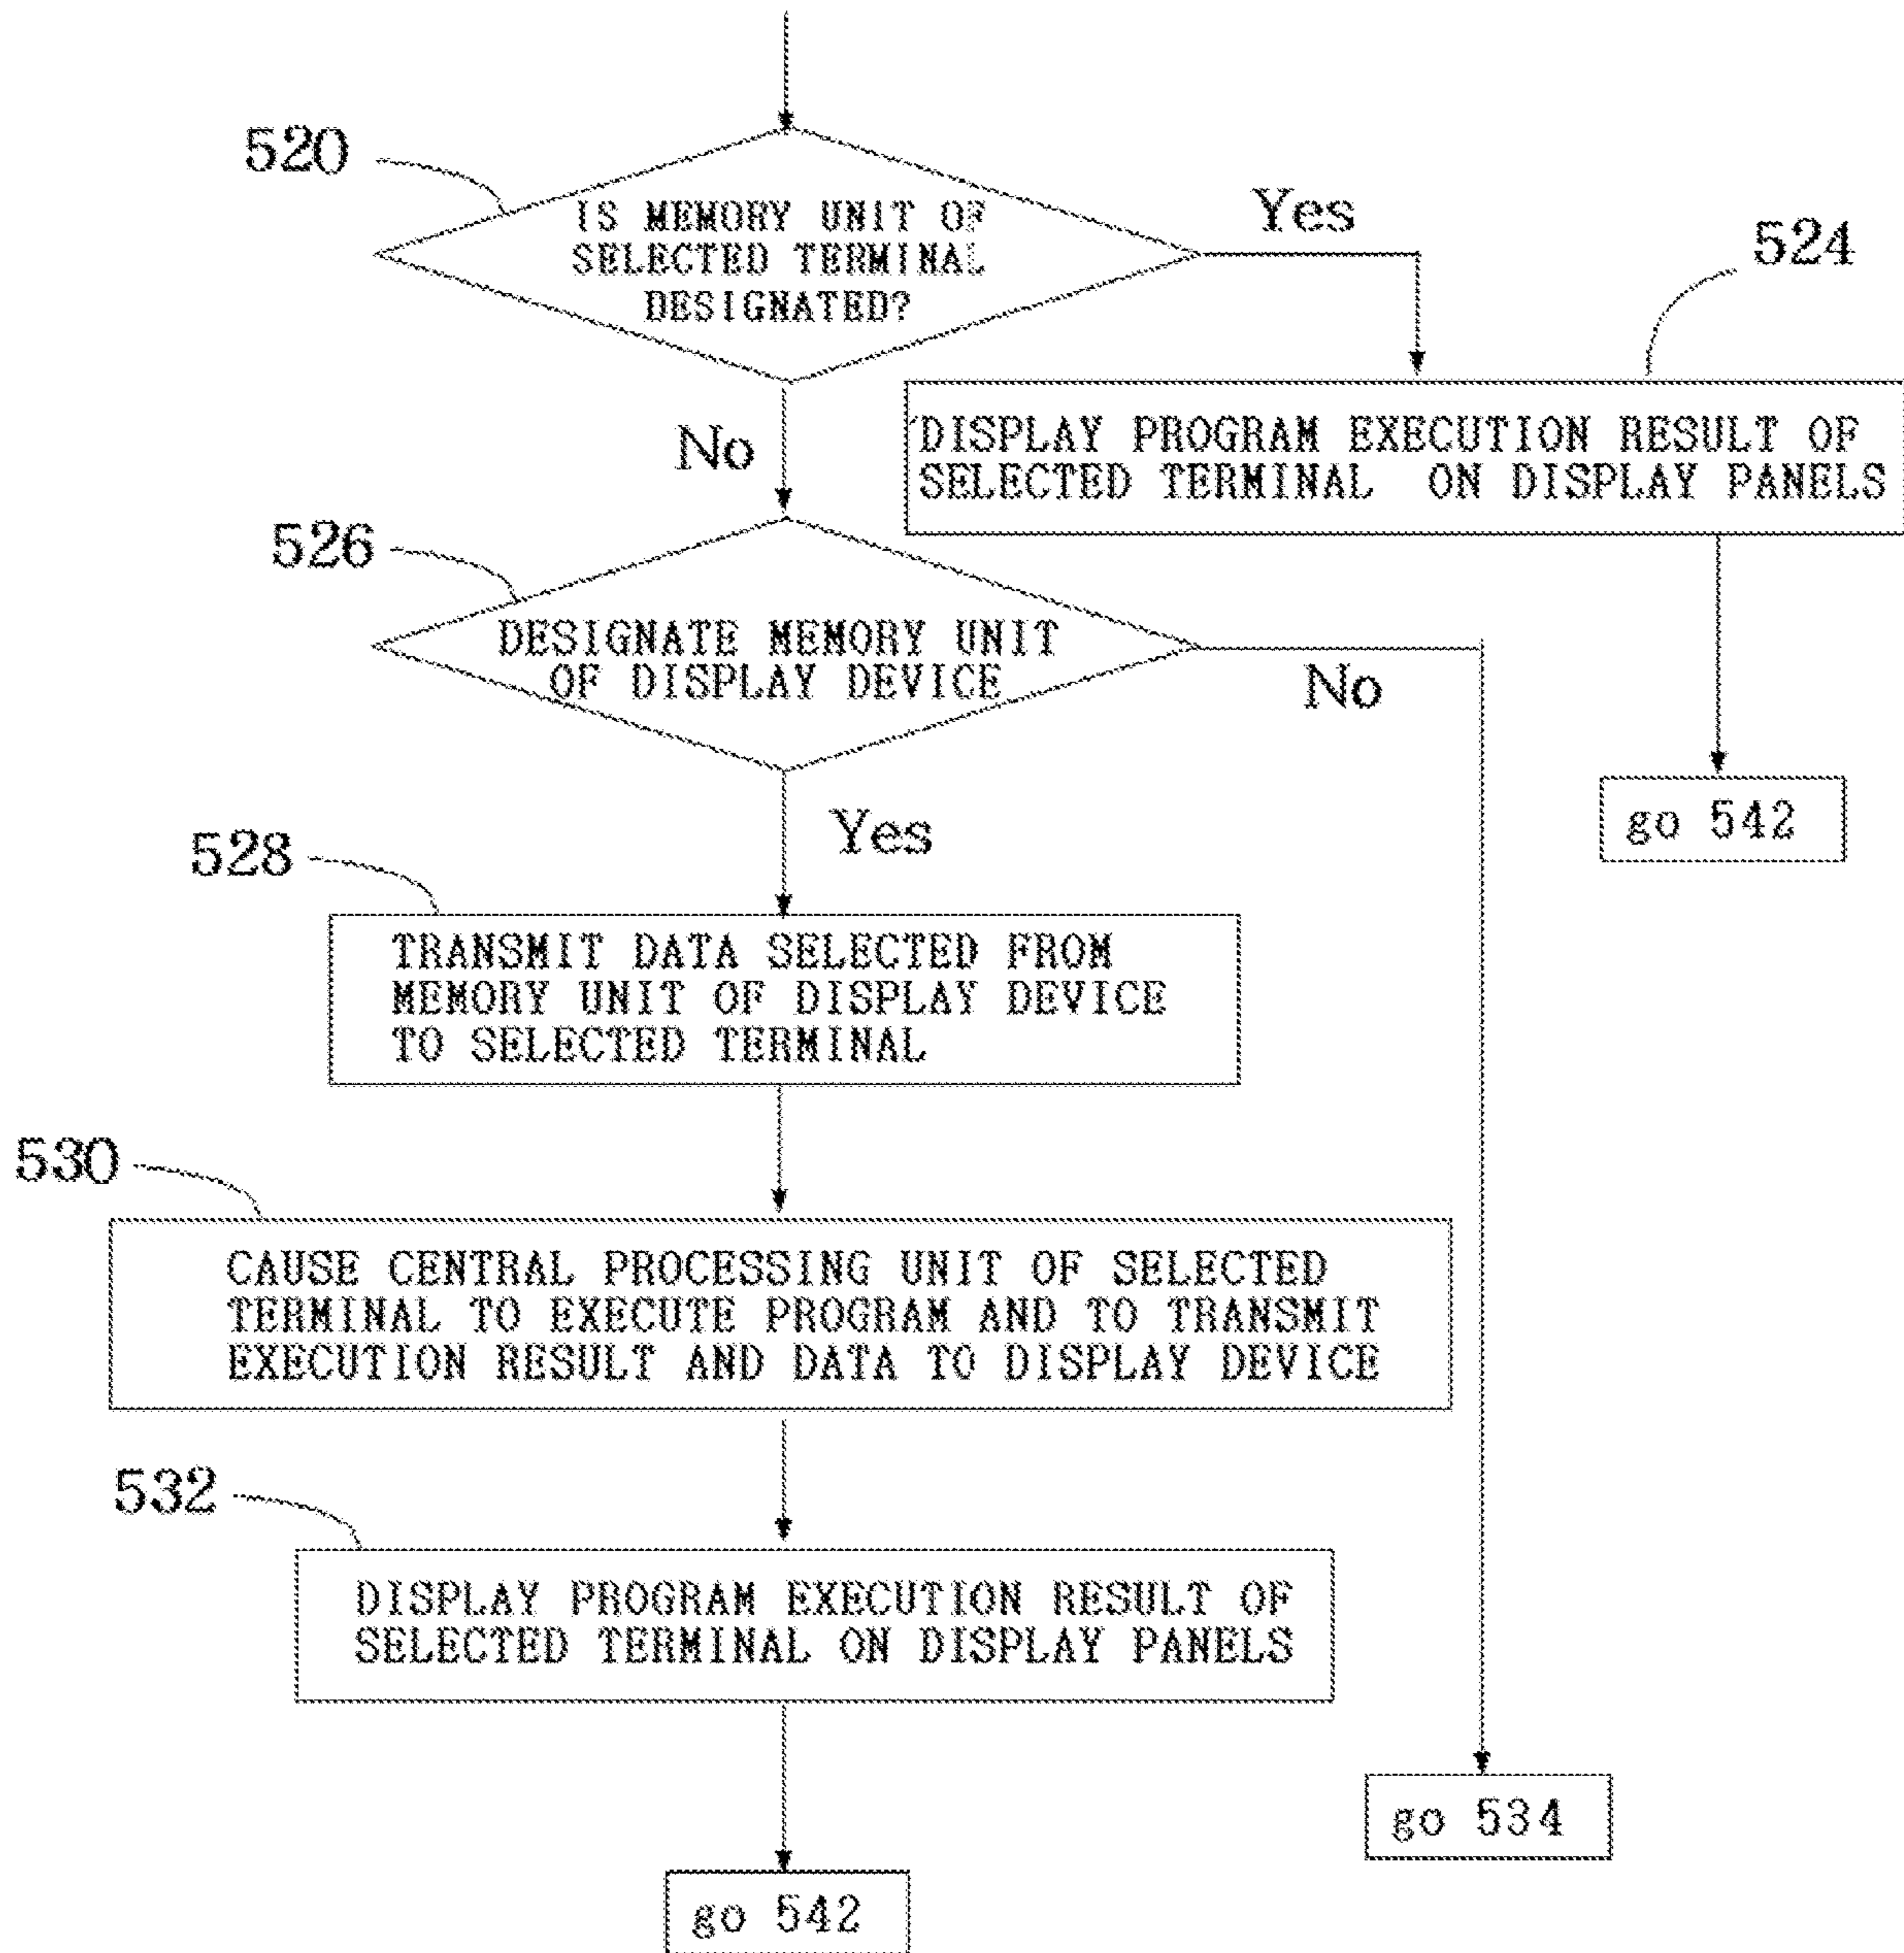 520
IS MEMORY UNIT OF
SELECTED TERMINAL
DESIGNATED?
Yes
524
DISPLAY PROGRAM EXECUTION RESULT OF
SELECTED TERMINAL ON DISPLAY PANELS
No
go 542
526
DESIGNATE MEMORY UNIT
OF DISPLAY DEVICE
No
Yes
528
TRANSMIT DATA SELECTED FROM
MEMORY UNIT OF DISPLAY DEVICE
TO SELECTED TERMINAL
530
CAUSE CENTRAL PROCESSING UNIT OF SELECTED
TERMINAL TO EXECUTE PROGRAM AND TO TRANSMIT
EXECUTION RESULT AND DATA TO DISPLAY DEVICE
532
DISPLAY PROGRAM EXECUTION RESULT OF
SELECTED TERMINAL ON DISPLAY PANELS
go 534
go 542